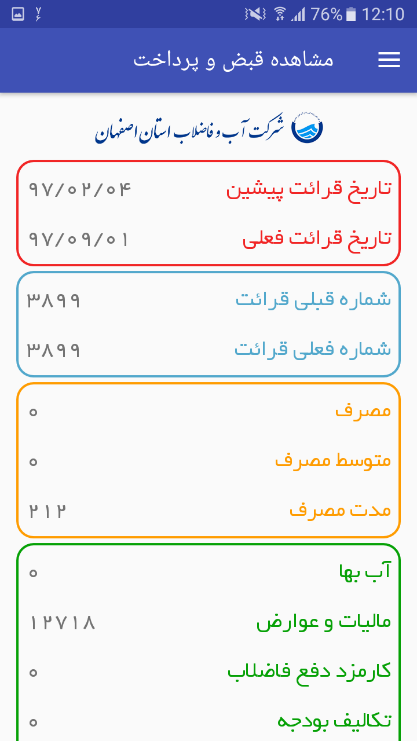 ۷۶ 76% 12:10
مشاهده قبض و پرداخت
شرکت آب و فاضلاب استان اصفهان
تاریخ قرائت پیشین ۹۷/۰۲/۰۴
تاریخ قرائت فعلی ۹۷/۰۹/۰۱
شماره قبلی قرائت ۳۸۹۹
شماره فعلی قرائت ۳۸۹۹
مصرف ۰
متوسط مصرف ۰
مدت مصرف ۲۱۲
آب بها ۰
مالیات و عوارض ۱۲۷۱۸
کارمزد دفع فاضلاب ۰
تکالیف بودجه ۰